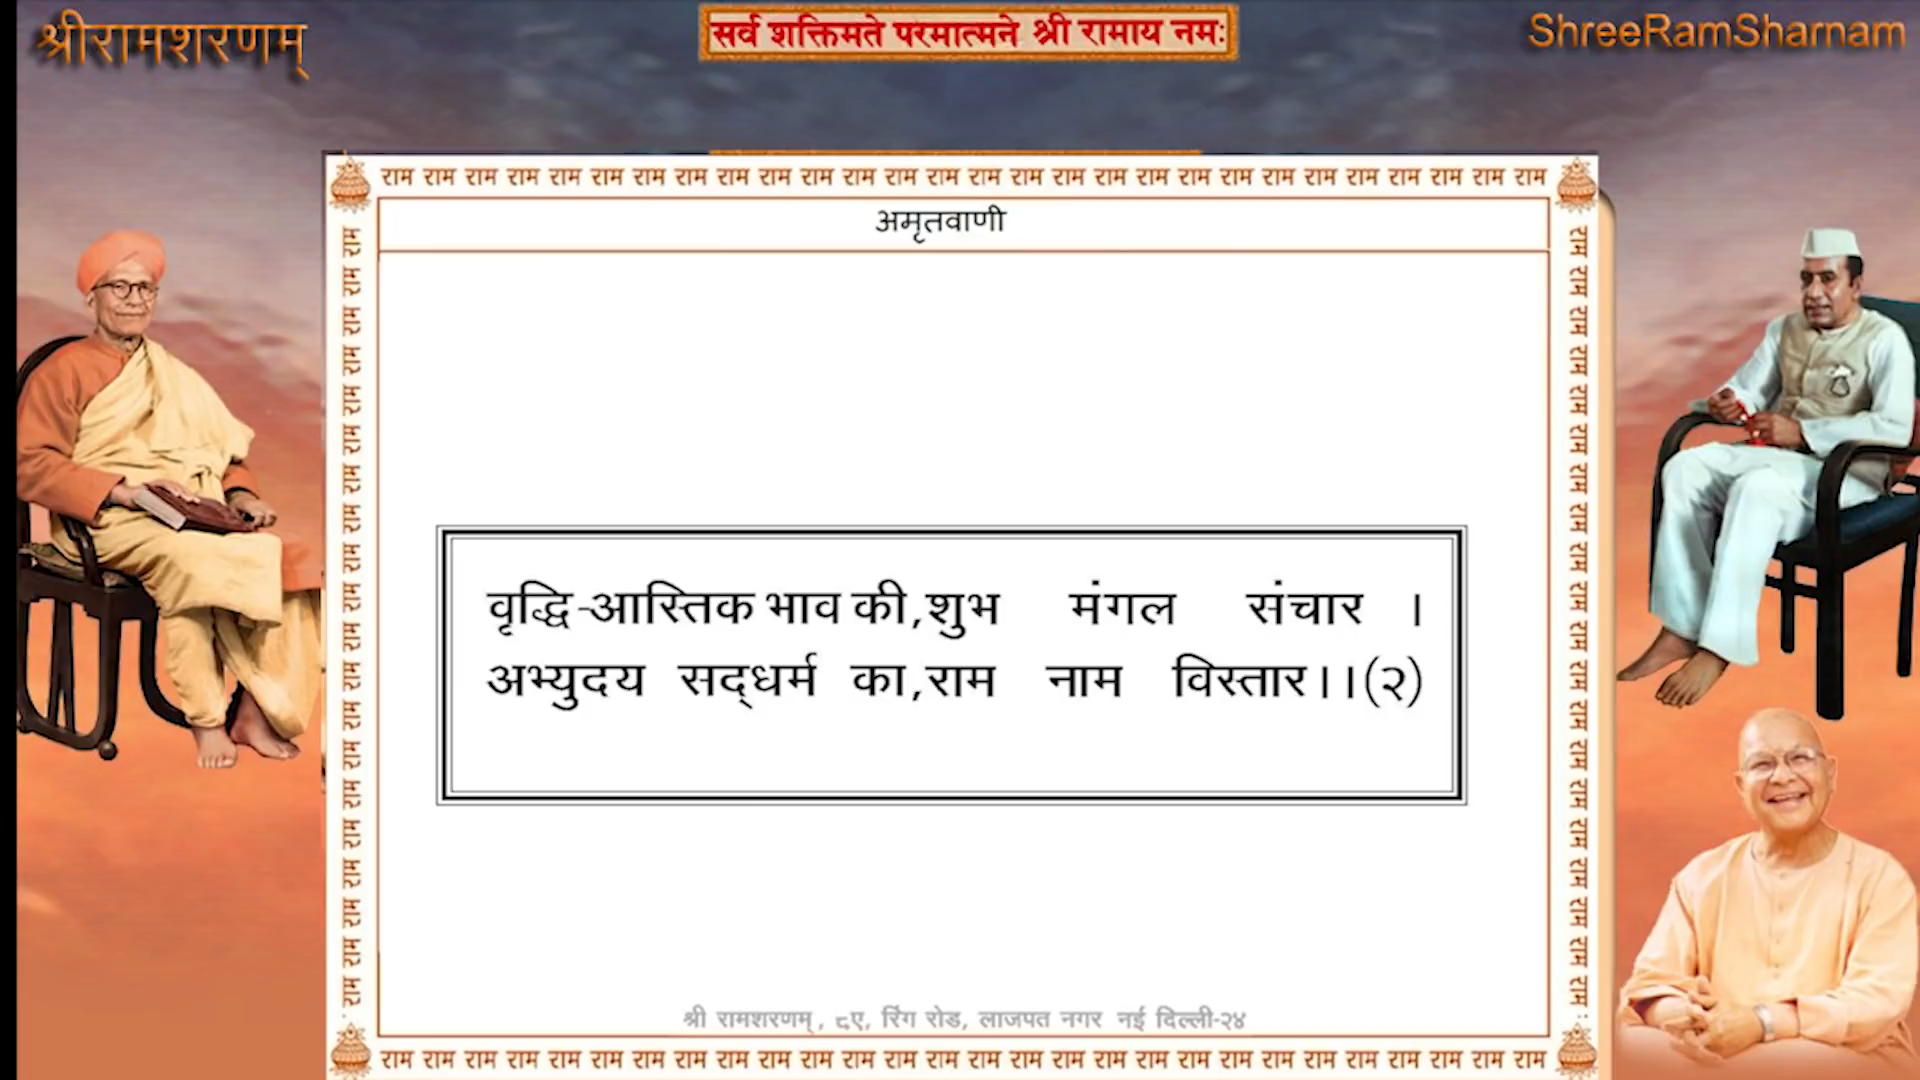 श्रीरामशरणम्
सर्व शक्तिमते परमात्मने श्री रामाय नमः
ShreeRamSharnam
राम राम राम राम राम राम राम राम राम राम राम राम राम राम राम राम राम राम राम राम राम राम राम राम राम राम राम राम
अमृतवाणी
राम राम राम राम राम राम राम राम राम राम राम राम राम राम राम राम राम राम राम राम
राम राम राम राम राम राम राम राम राम राम राम राम राम राम राम राम राम राम राम राम
वृद्धि-आस्तिक भाव की,शुभ मंगल संचार ।
अभ्युदय सद्धर्म का,राम नाम विस्तार।।(२)
श्री रामशरणम्, ८ए, रिंग रोड, लाजपत नगर नई दिल्ली-२४
राम राम राम राम राम राम राम राम राम राम राम राम राम राम राम राम राम राम राम राम राम राम राम राम राम राम राम राम